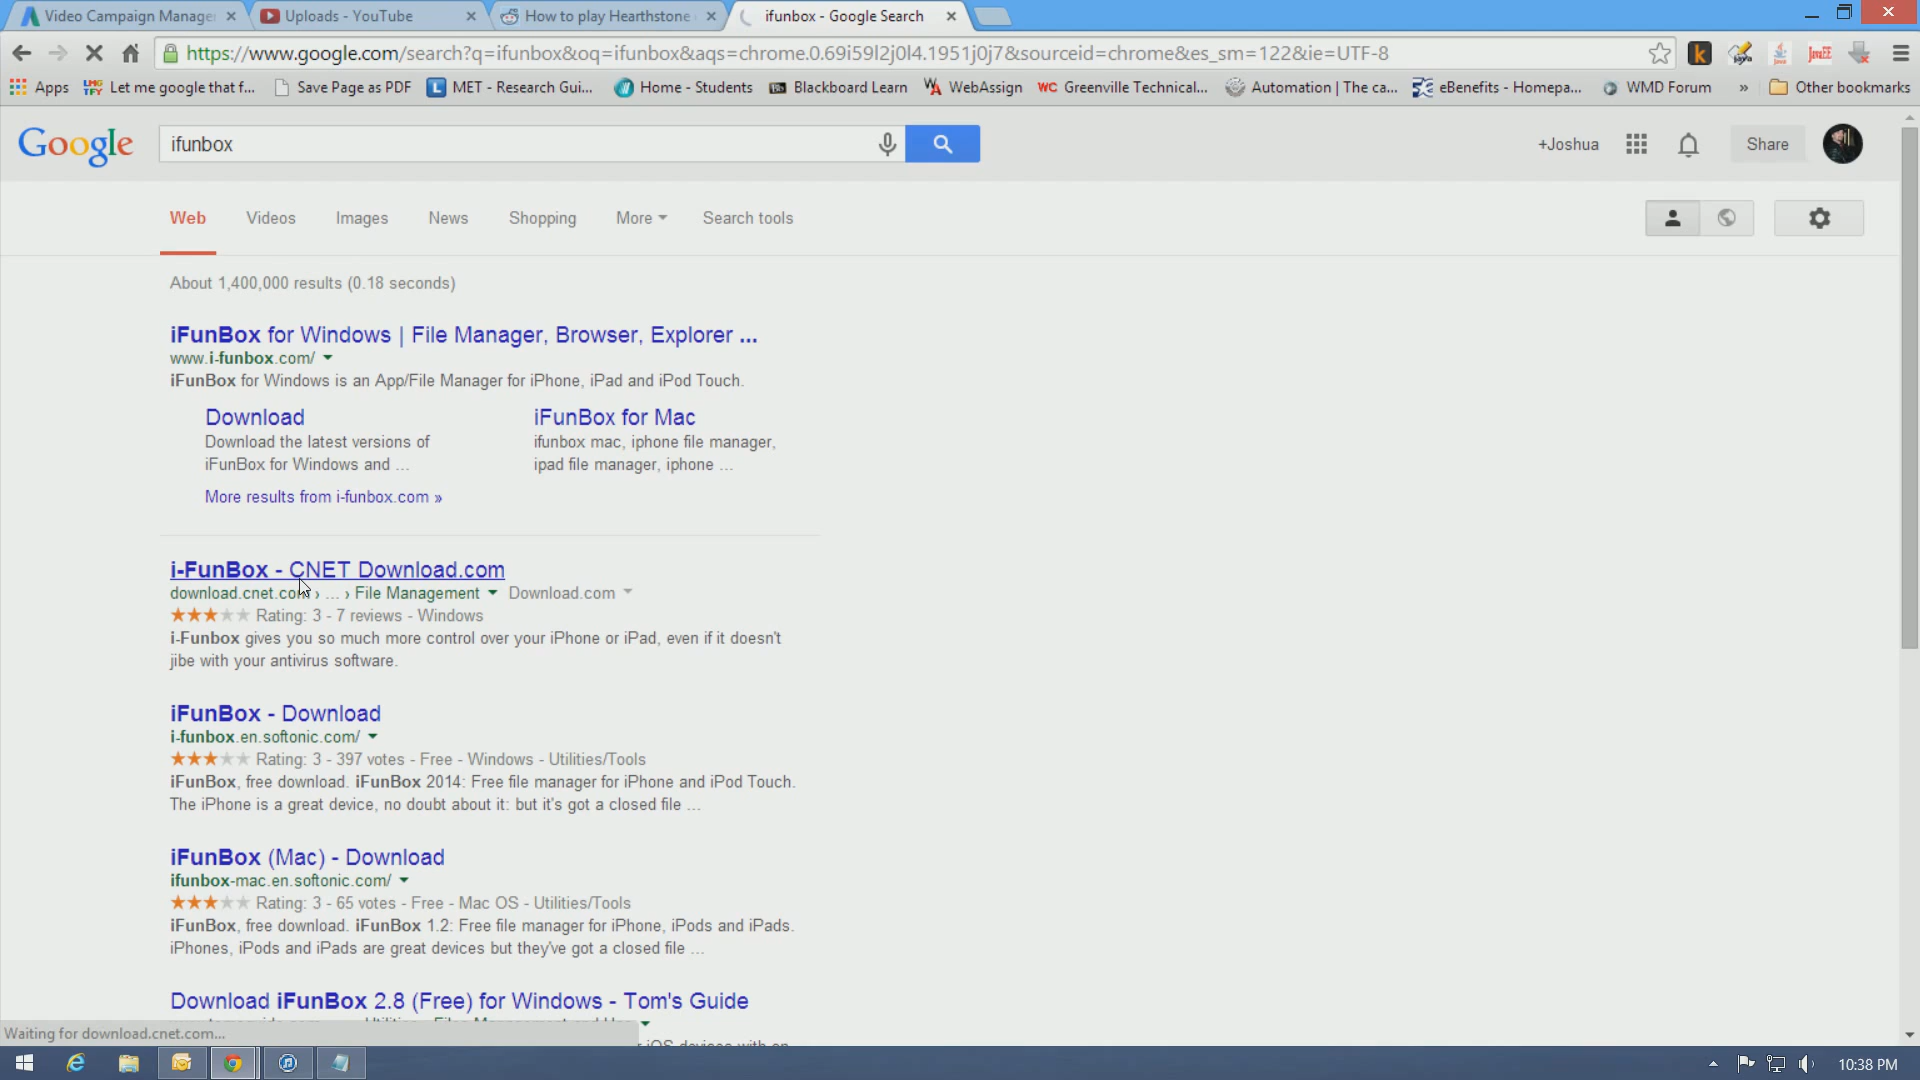 Video Campaign Manage
Uploads - YouTube
How to play Hearthstone
ifunbox - Google Search
https://www.google.com/search?q=ifunbox&oq=ifunbox&aqs=chrome.0.69i59l2j0l4.1951j0j7&sourceid=chrome&es_sm=122&ie=UTF-8
Apps
Let me google that f...
Save Page as PDF
MET - Research Gui...
Home - Students
Blackboard Learn
WebAssign
Greenville Technical...
Automation | The ca...
eBenefits - Homepa...
WMD Forum
»
Other bookmarks
Google
ifunbox
+Joshua
Share
Web
Videos
Images
News
Shopping
More
Search tools
About 1,400,000 results (0.18 seconds)
iFunBox for Windows | File Manager, Browser, Explorer ...
www.i-funbox.com/
iFunBox for Windows is an App/File Manager for iPhone, iPad and iPod Touch.
Download
iFunBox for Mac
Download the latest versions of
ifunbox mac, iphone file manager,
iFunBox for Windows and ...
ipad file manager, iphone ...
More results from i-funbox.com »
i-FunBox - CNET Download.com
download.cnet.com › ... › File Management
Download.com
Rating: 3 - 7 reviews - Windows
i-Funbox gives you so much more control over your iPhone or iPad, even if it doesn't
jibe with your antivirus software.
iFunBox - Download
i-funbox.en.softonic.com/
Rating: 3 - 397 votes - Free - Windows - Utilities/Tools
iFunBox, free download. iFunBox 2014: Free file manager for iPhone and iPod Touch.
The iPhone is a great device, no doubt about it: but it's got a closed file ...
iFunBox (Mac) - Download
ifunbox-mac.en.softonic.com/
Rating: 3 - 65 votes - Free - Mac OS - Utilities/Tools
iFunBox, free download. iFunBox 1.2: Free file manager for iPhone, iPods and iPads.
iPhones, iPods and iPads are great devices but they've got a closed file ...
Download iFunBox 2.8 (Free) for Windows - Tom's Guide
Waiting for download.cnet.com...
10:38 PM